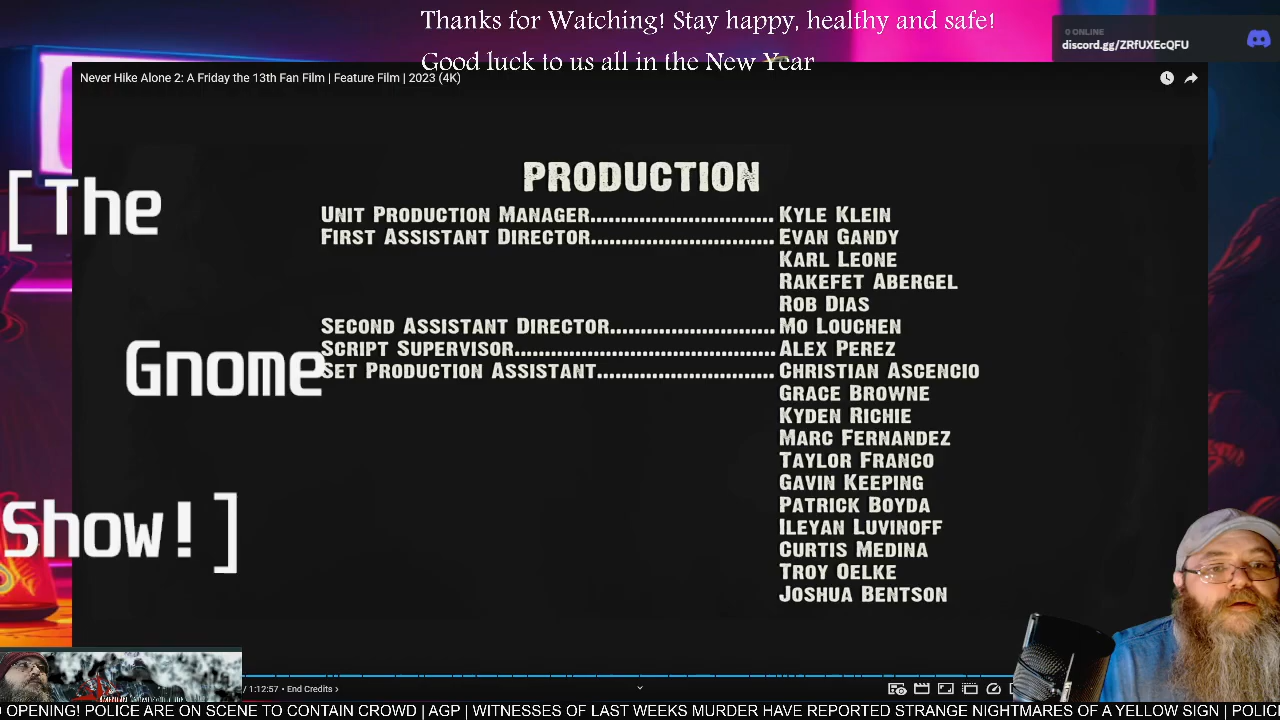 Thanks for Watching! Stay happy, healthy and safe!
Good luck to us all in the New Year
0 ONLINE
discord.gg/ZRfUXEcQFU
Never Hike Alone 2: A Friday the 13th Fan Film | Feature Film | 2023 (4K)
[The
Gnome
Show!]
PRODUCTION
UNIT PRODUCTION MANAGER.............................. KYLE KLEIN
FIRST ASSISTANT DIRECTOR.............................. EVAN GANDY
KARL LEONE
RAKEFET ABERGEL
ROB DIAS
SECOND ASSISTANT DIRECTOR........................... MO LOUCHEN
SCRIPT SUPERVISOR........................................... ALEX PEREZ
SET PRODUCTION ASSISTANT............................. CHRISTIAN ASCENCIO
GRACE BROWNE
KYDEN RICHIE
MARC FERNANDEZ
TAYLOR FRANCO
GAVIN KEEPING
PATRICK BOYDA
ILEYAN LUVINOFF
CURTIS MEDINA
TROY OELKE
JOSHUA BENTSON
/ 1:12:57 • End Credits ›
OPENING! POLICE ARE ON SCENE TO CONTAIN CROWD | AGP | WITNESSES OF LAST WEEKS MURDER HAVE REPORTED STRANGE NIGHTMARES OF A YELLOW SIGN | POLIC